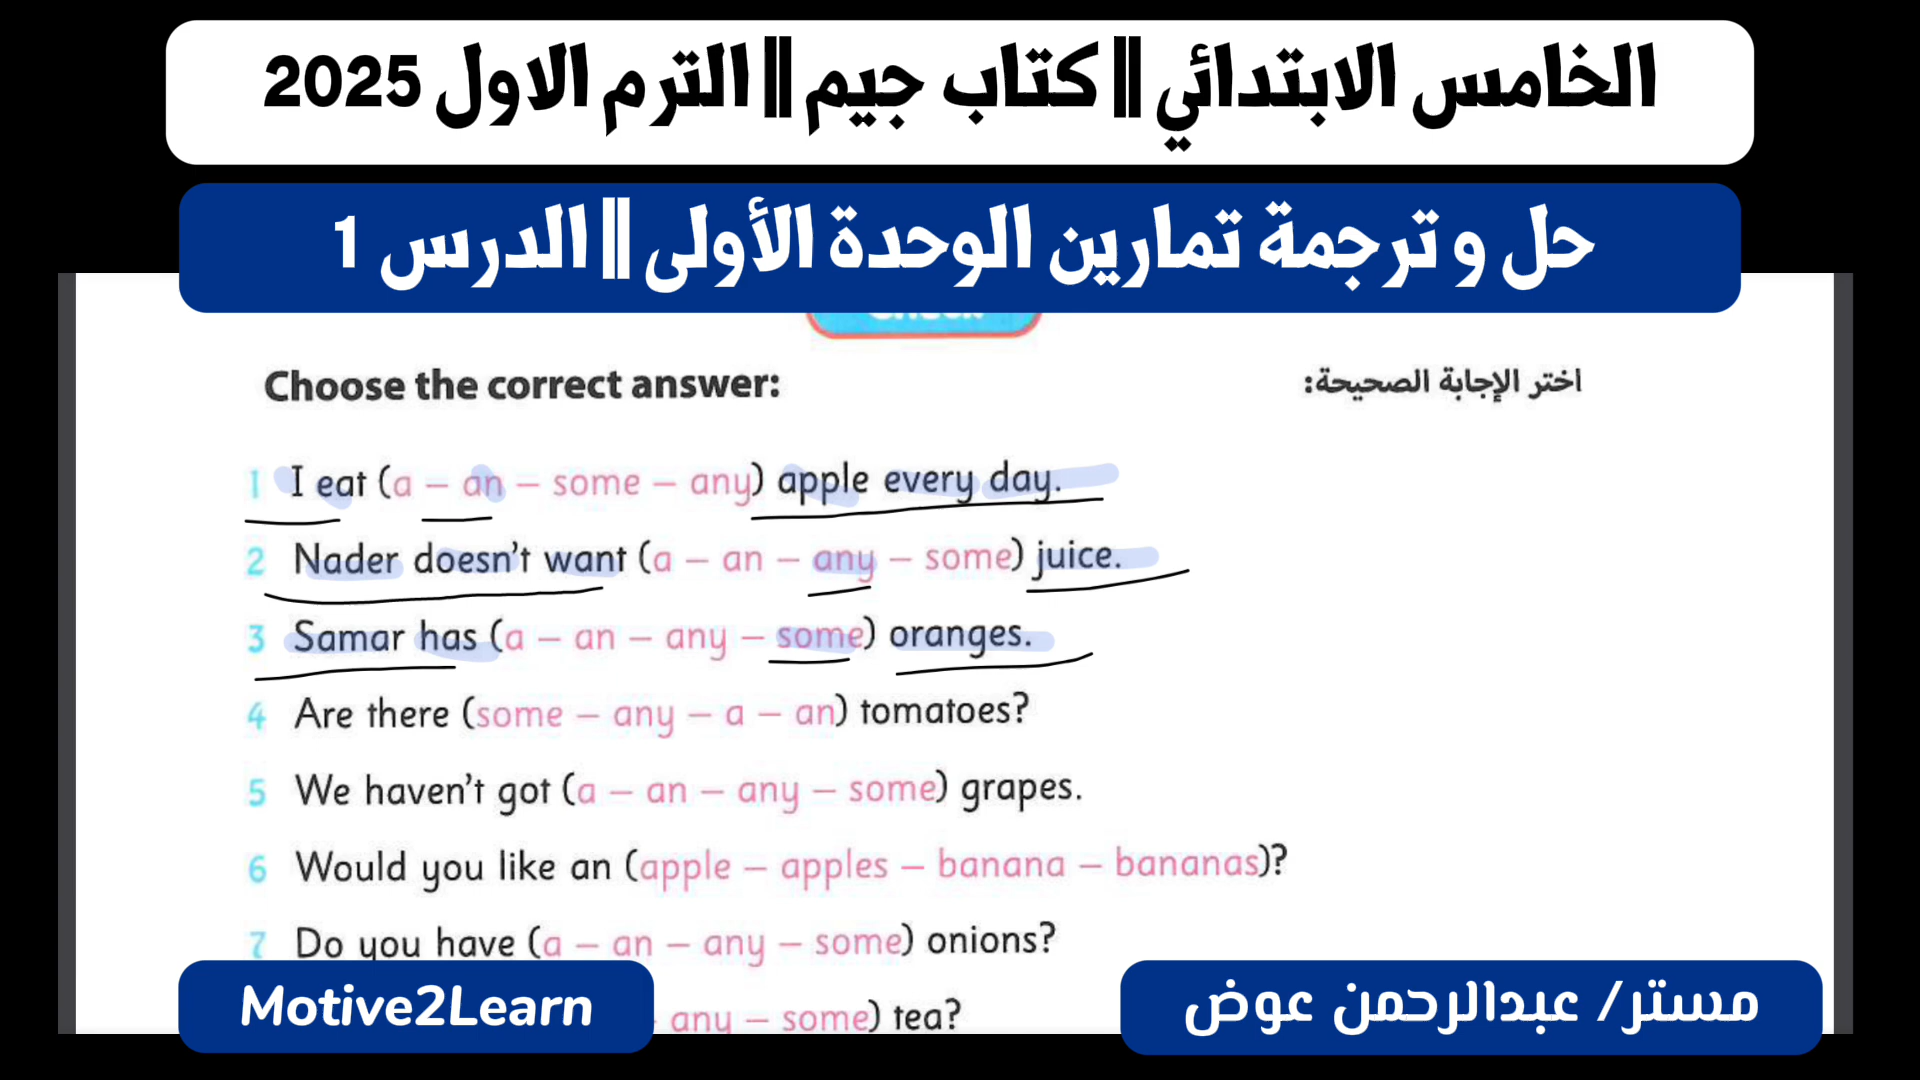 الخامس الابتدائي || كتاب جيم || الترم الاول 2025
حل و ترجمة تمارين الوحدة الأولى || الدرس 1
Choose the correct answer:
اختر الإجابة الصحيحة:
1 I eat (a – an – some – any) apple every day.
2 Nader doesn't want (a – an – any – some) juice.
3 Samar has (a – an – any – some) oranges.
4 Are there (some – any – a – an) tomatoes?
5 We haven't got (a – an – any – some) grapes.
6 Would you like an (apple – apples – banana – bananas)?
7 Do you have (a – an – any – some) onions?
any – some) tea?
Motive2Learn
مستر/ عبدالرحمن عوض